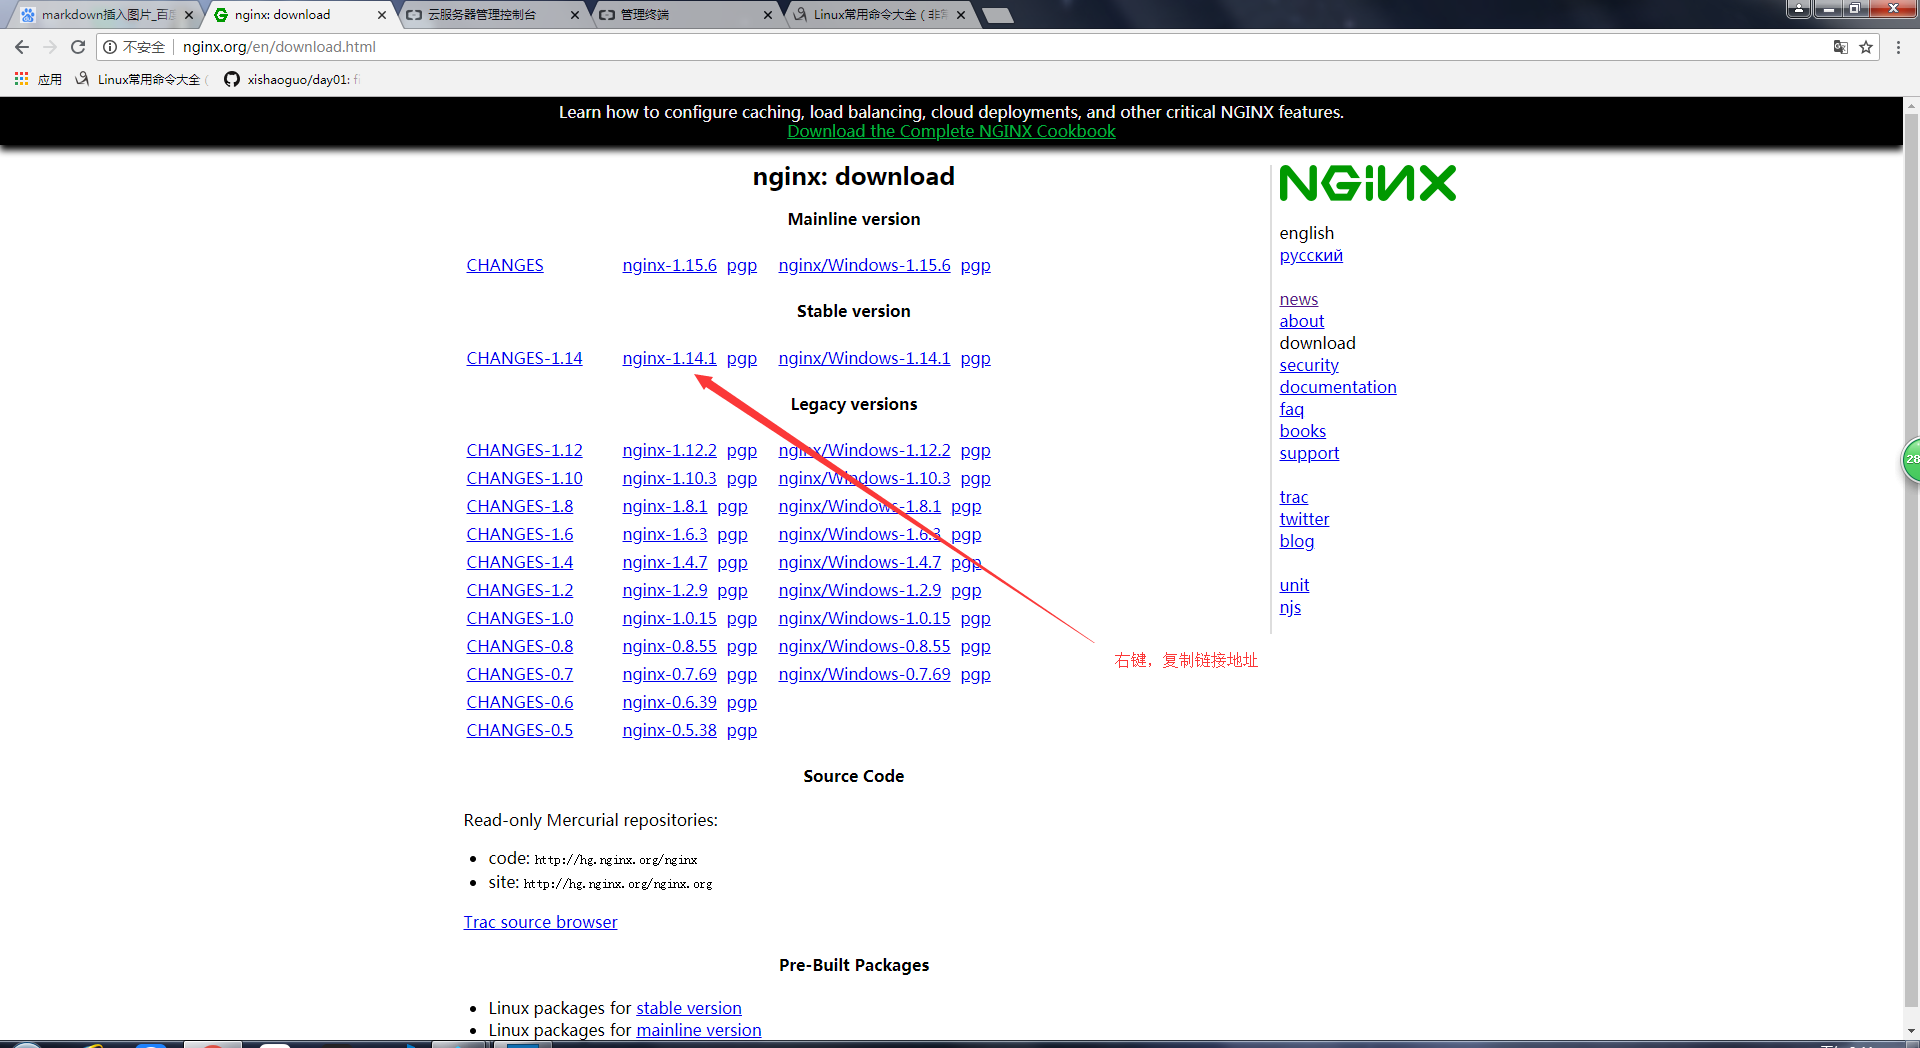 markdown插入图片_百度
nginx: download
云服务器管理控制台
管理终端
Linux常用命令大全（非常
不安全 nginx.org/en/download.html
应用 Linux常用命令大全 xishaoguo/day01: fi
Learn how to configure caching, load balancing, cloud deployments, and other critical NGINX features.
Download the Complete NGINX Cookbook
nginx: download
Mainline version
CHANGES nginx-1.15.6 pgp nginx/Windows-1.15.6 pgp
Stable version
CHANGES-1.14 nginx-1.14.1 pgp nginx/Windows-1.14.1 pgp
Legacy versions
CHANGES-1.12 nginx-1.12.2 pgp nginx/Windows-1.12.2 pgp
CHANGES-1.10 nginx-1.10.3 pgp nginx/Windows-1.10.3 pgp
CHANGES-1.8 nginx-1.8.1 pgp nginx/Windows-1.8.1 pgp
CHANGES-1.6 nginx-1.6.3 pgp nginx/Windows-1.6.3 pgp
CHANGES-1.4 nginx-1.4.7 pgp nginx/Windows-1.4.7 pgp
CHANGES-1.2 nginx-1.2.9 pgp nginx/Windows-1.2.9 pgp
CHANGES-1.0 nginx-1.0.15 pgp nginx/Windows-1.0.15 pgp
CHANGES-0.8 nginx-0.8.55 pgp nginx/Windows-0.8.55 pgp
CHANGES-0.7 nginx-0.7.69 pgp nginx/Windows-0.7.69 pgp
CHANGES-0.6 nginx-0.6.39 pgp
CHANGES-0.5 nginx-0.5.38 pgp
右键，复制链接地址
Source Code
Read-only Mercurial repositories:
code: http://hg.nginx.org/nginx
site: http://hg.nginx.org/nginx.org
Trac source browser
Pre-Built Packages
Linux packages for stable version
Linux packages for mainline version
NGINX
english
русский
news
about
download
security
documentation
faq
books
support
trac
twitter
blog
unit
njs
28